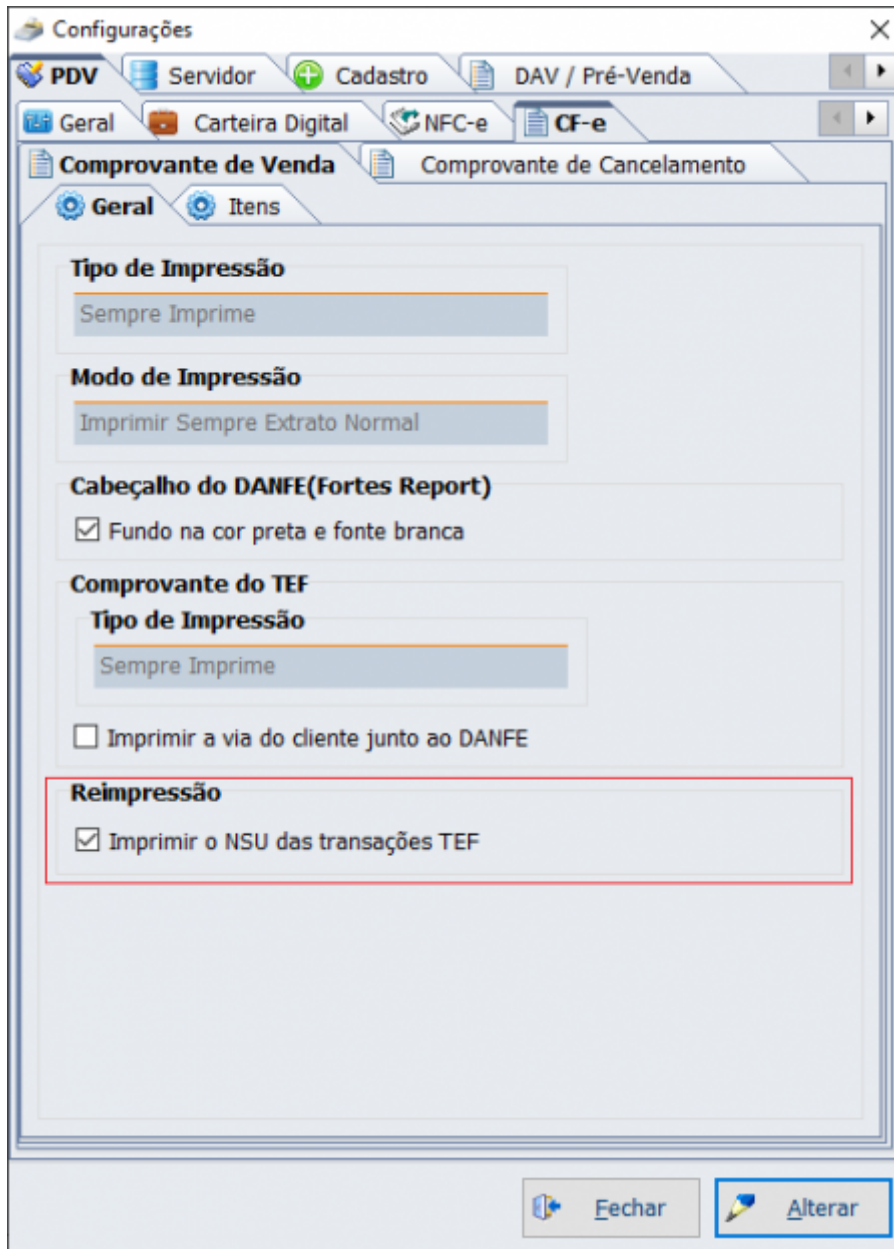 Configurações
PDV Servidor Cadastro DAV / Pré-Venda
Geral Carteira Digital NFC-e CF-e
Comprovante de Venda Comprovante de Cancelamento
Geral Itens
Tipo de Impressão
Sempre Imprime
Modo de Impressão
Imprimir Sempre Extrato Normal
Cabeçalho do DANFE(Fortes Report)
Fundo na cor preta e fonte branca
Comprovante do TEF
Tipo de Impressão
Sempre Imprime
Imprimir a via do cliente junto ao DANFE
Reimpressão
Imprimir o NSU das transações TEF
Fechar Alterar